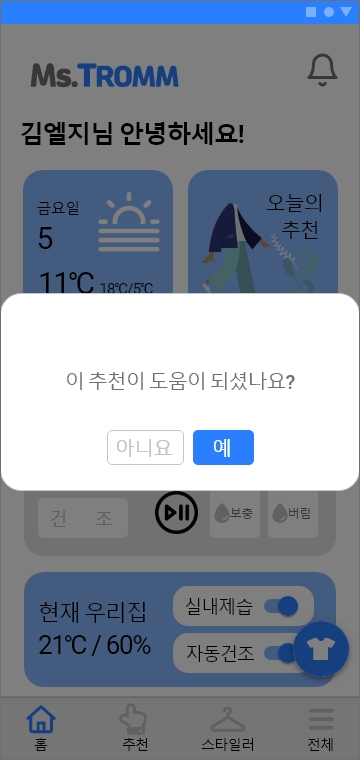 Ms.TROMM
김엘지님 안녕하세요!
금요일
5
11℃ 18℃/5℃
오늘의
추천
이 추천이 도움이 되셨나요?
아니요
예
건 조
보충
버림
현재 우리집
21℃ / 60%
실내제습
자동건조
홈
추천
스타일러
전체